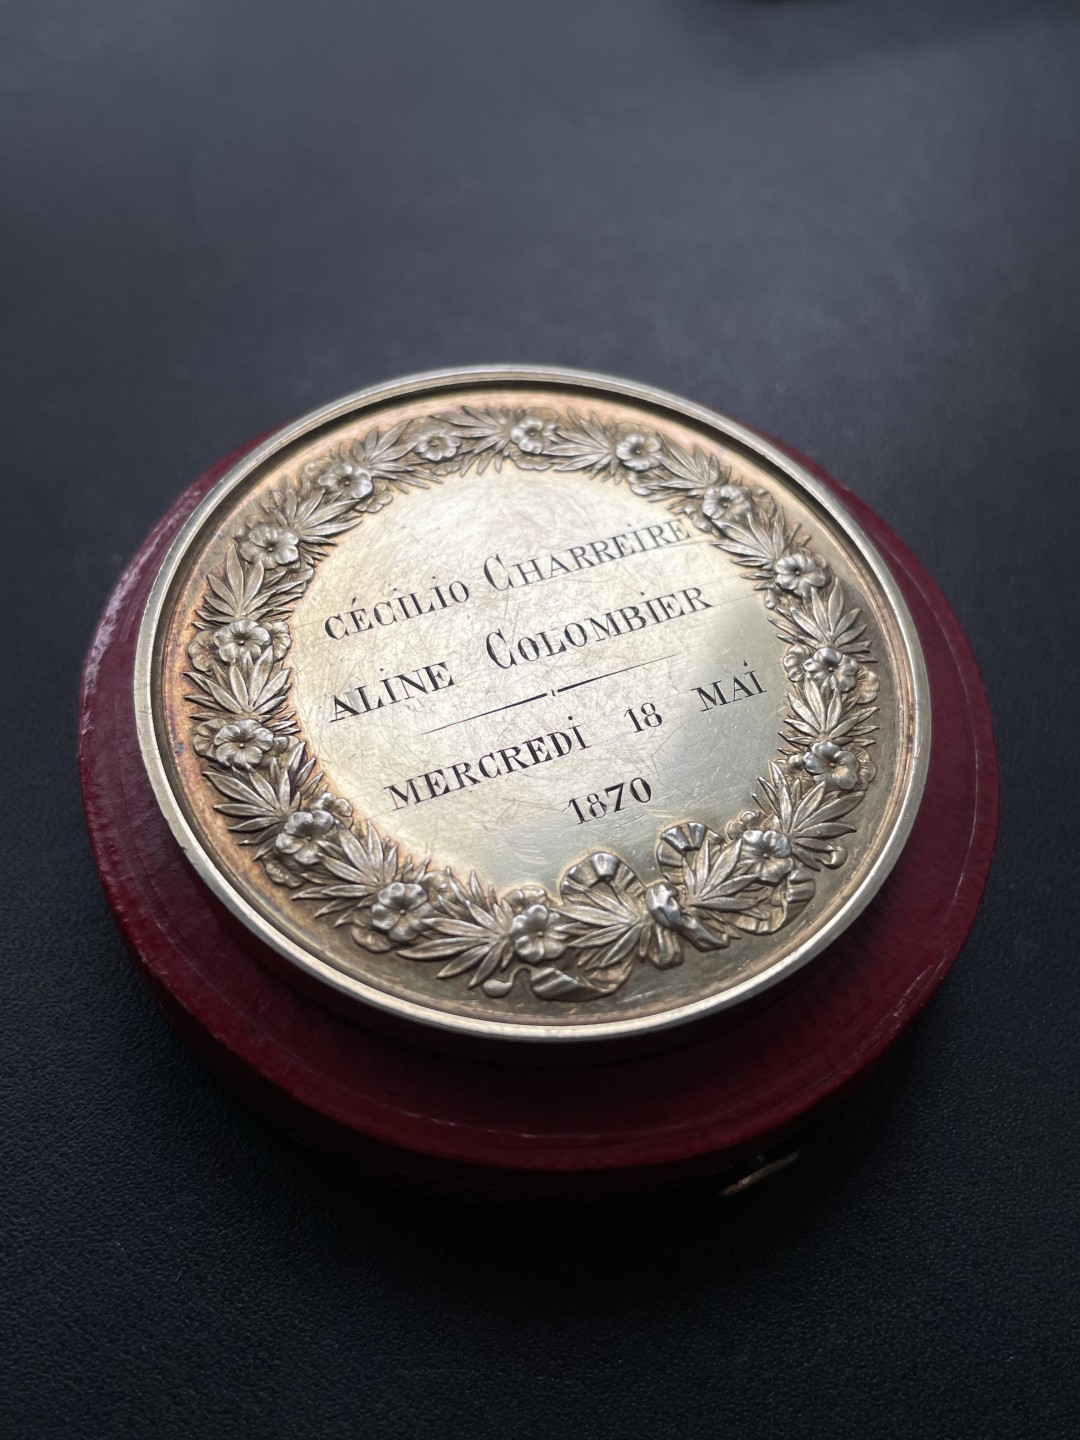 CÉCILIO CHARREIRE
ALINE COLOMBIER
MERCREDI 18 MAI
1870